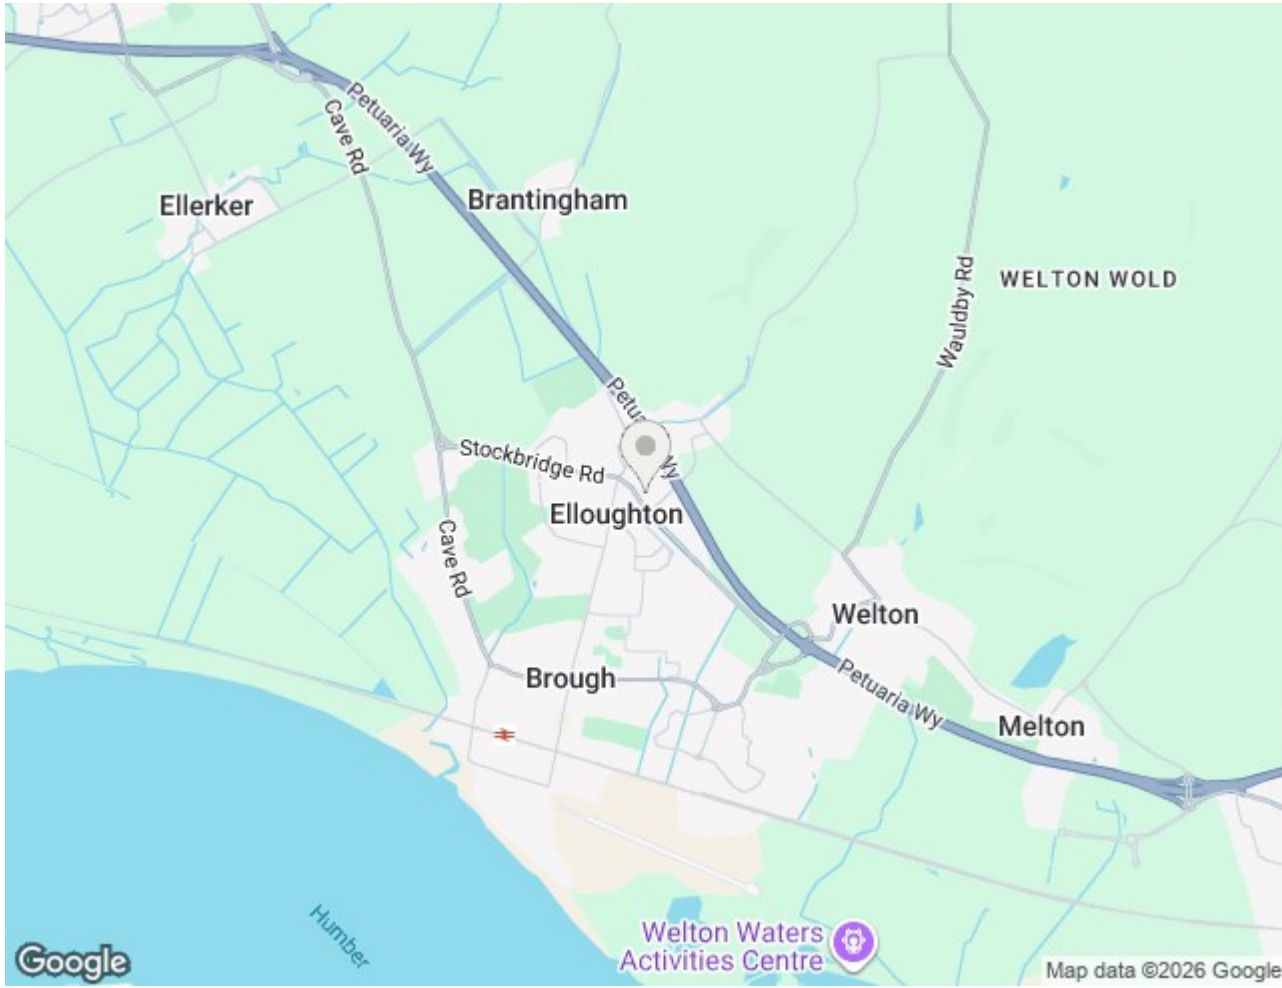 Petuaria Wy
Cave Rd
Ellerker
Brantingham
Wauldby Rd
WELTON WOLD
Stockbridge Rd
Elloughton
Cave Rd
Welton
Brough
Petuaria Wy
Melton
Humber
Welton Waters
Activities Centre
Google
Map data ©2026 Google